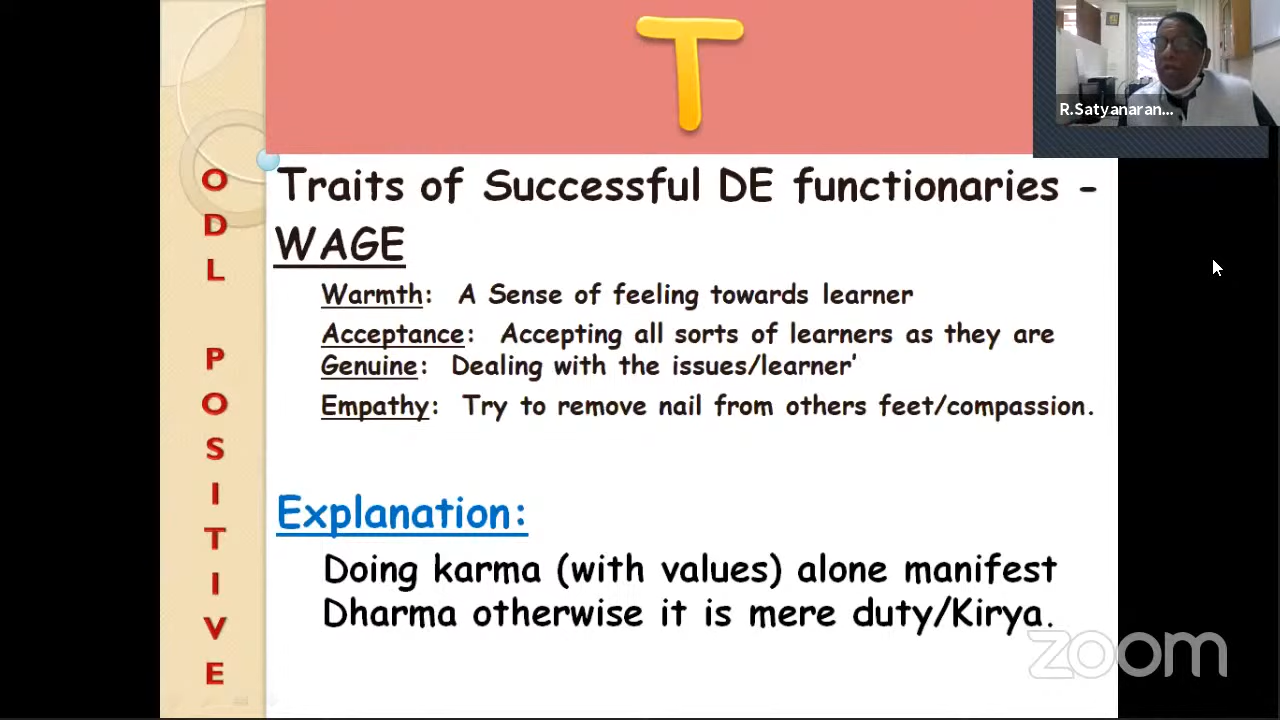 T
R.Satyanaran...
ODL POSITIVE
Traits of Successful DE functionaries -
WAGE
Warmth: A Sense of feeling towards learner
Acceptance: Accepting all sorts of learners as they are
Genuine: Dealing with the issues/learner’
Empathy: Try to remove nail from others feet/compassion.
Explanation:
Doing karma (with values) alone manifest
Dharma otherwise it is mere duty/Kirya.
zoom